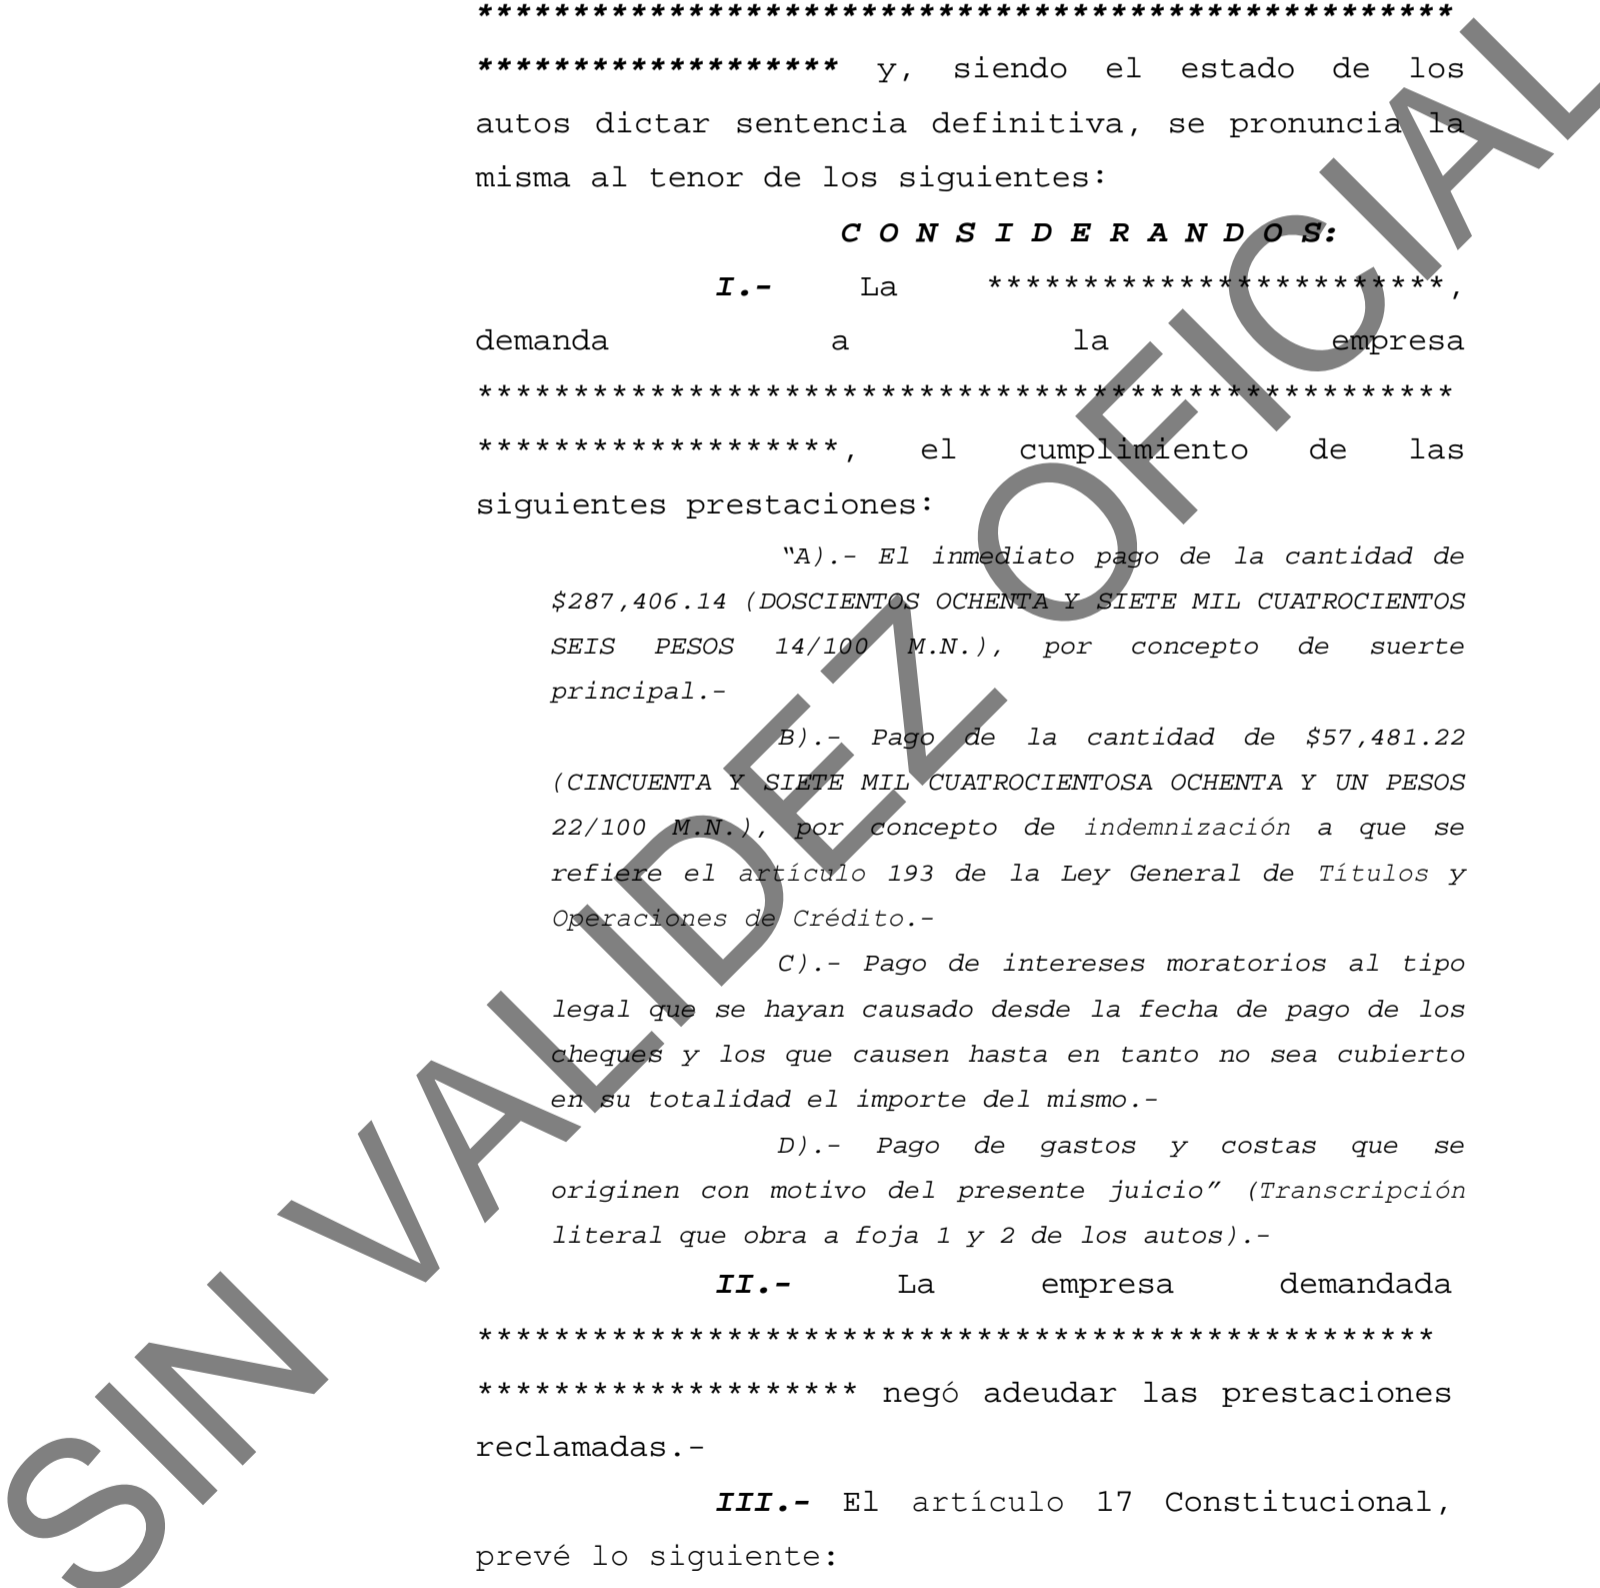 ***************************************************
******************* y, siendo el estado de los
autos dictar sentencia definitiva, se pronuncia la
misma al tenor de los siguientes:
C O N S I D E R A N D O S:
I.- La ************************,
demanda a la empresa
***************************************************
*******************, el cumplimiento de las
siguientes prestaciones:
“A).- El inmediato pago de la cantidad de
$287,406.14 (DOSCIENTOS OCHENTA Y SIETE MIL CUATROCIENTOS
SEIS PESOS 14/100 M.N.), por concepto de suerte
principal.-
B).- Pago de la cantidad de $57,481.22
(CINCUENTA Y SIETE MIL CUATROCIENTOSA OCHENTA Y UN PESOS
22/100 M.N.), por concepto de indemnización a que se
refiere el artículo 193 de la Ley General de Títulos y
Operaciones de Crédito.-
C).- Pago de intereses moratorios al tipo
legal que se hayan causado desde la fecha de pago de los
cheques y los que causen hasta en tanto no sea cubierto
en su totalidad el importe del mismo.-
D).- Pago de gastos y costas que se
originen con motivo del presente juicio” (Transcripción
literal que obra a foja 1 y 2 de los autos).-
II.- La empresa demandada
**************************************************
******************** negó adeudar las prestaciones
reclamadas.-
III.- El artículo 17 Constitucional,
prevé lo siguiente:
SIN VALIDEZ OFICIAL